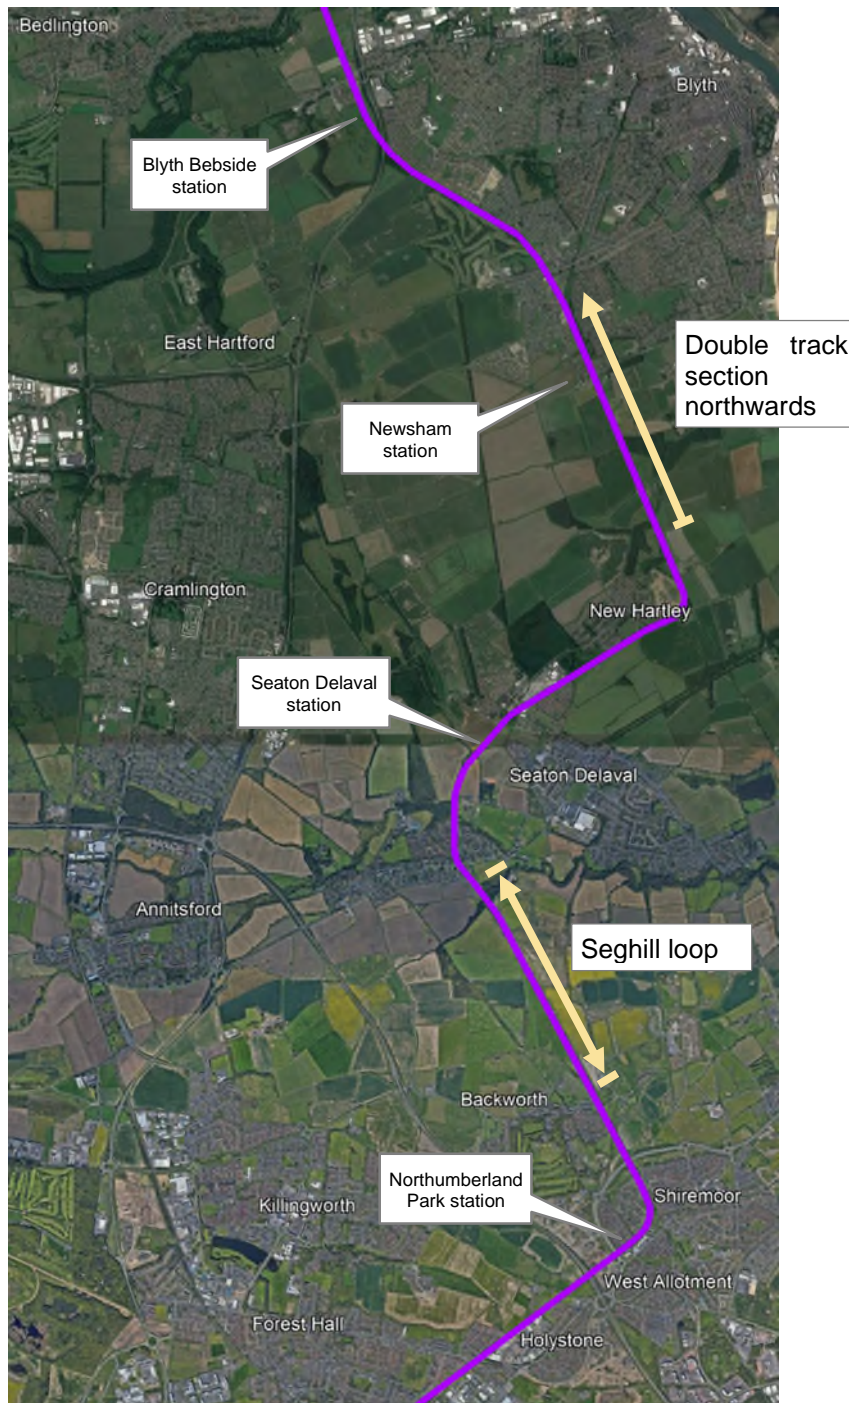 Bedlington
Blyth
Blyth Bebside
station
East Hartford
Double track
section
northwards
Newsham
station
Cramlington
New Hartley
Seaton Delaval
station
Seaton Delaval
Annitsford
Seghill loop
Backworth
Northumberland
Park station
Killingworth
Shiremoor
West Allotment
Forest Hall
Holystone